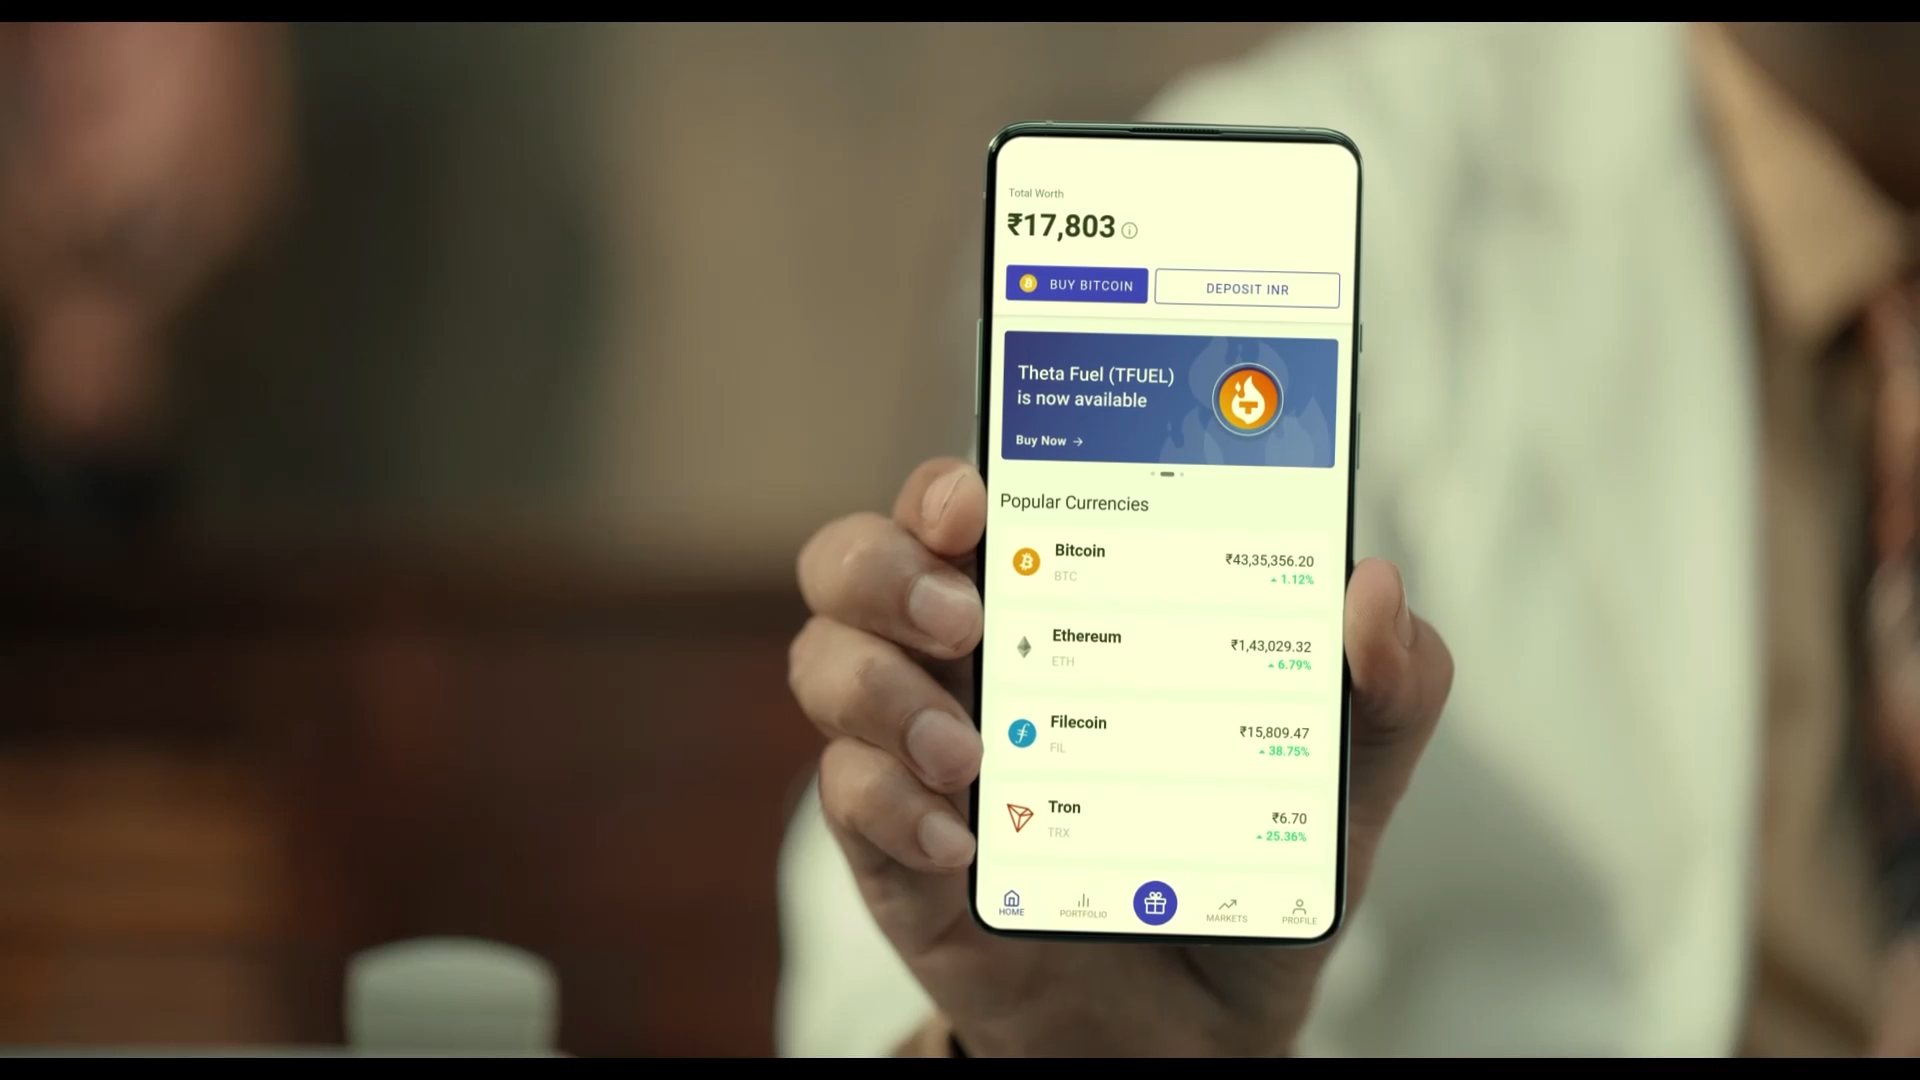 Total Worth
₹17,803
BUY BITCOIN
DEPOSIT INR
Theta Fuel (TFUEL)
is now available
Buy Now →
Popular Currencies
Bitcoin
₹43,35,356.20
BTC
1.12%
Ethereum
₹1,43,029.32
ETH
6.79%
Filecoin
₹15,809.47
FIL
38.75%
Tron
₹6.70
TRX
25.36%
HOME
PORTFOLIO
MARKETS
PROFILE